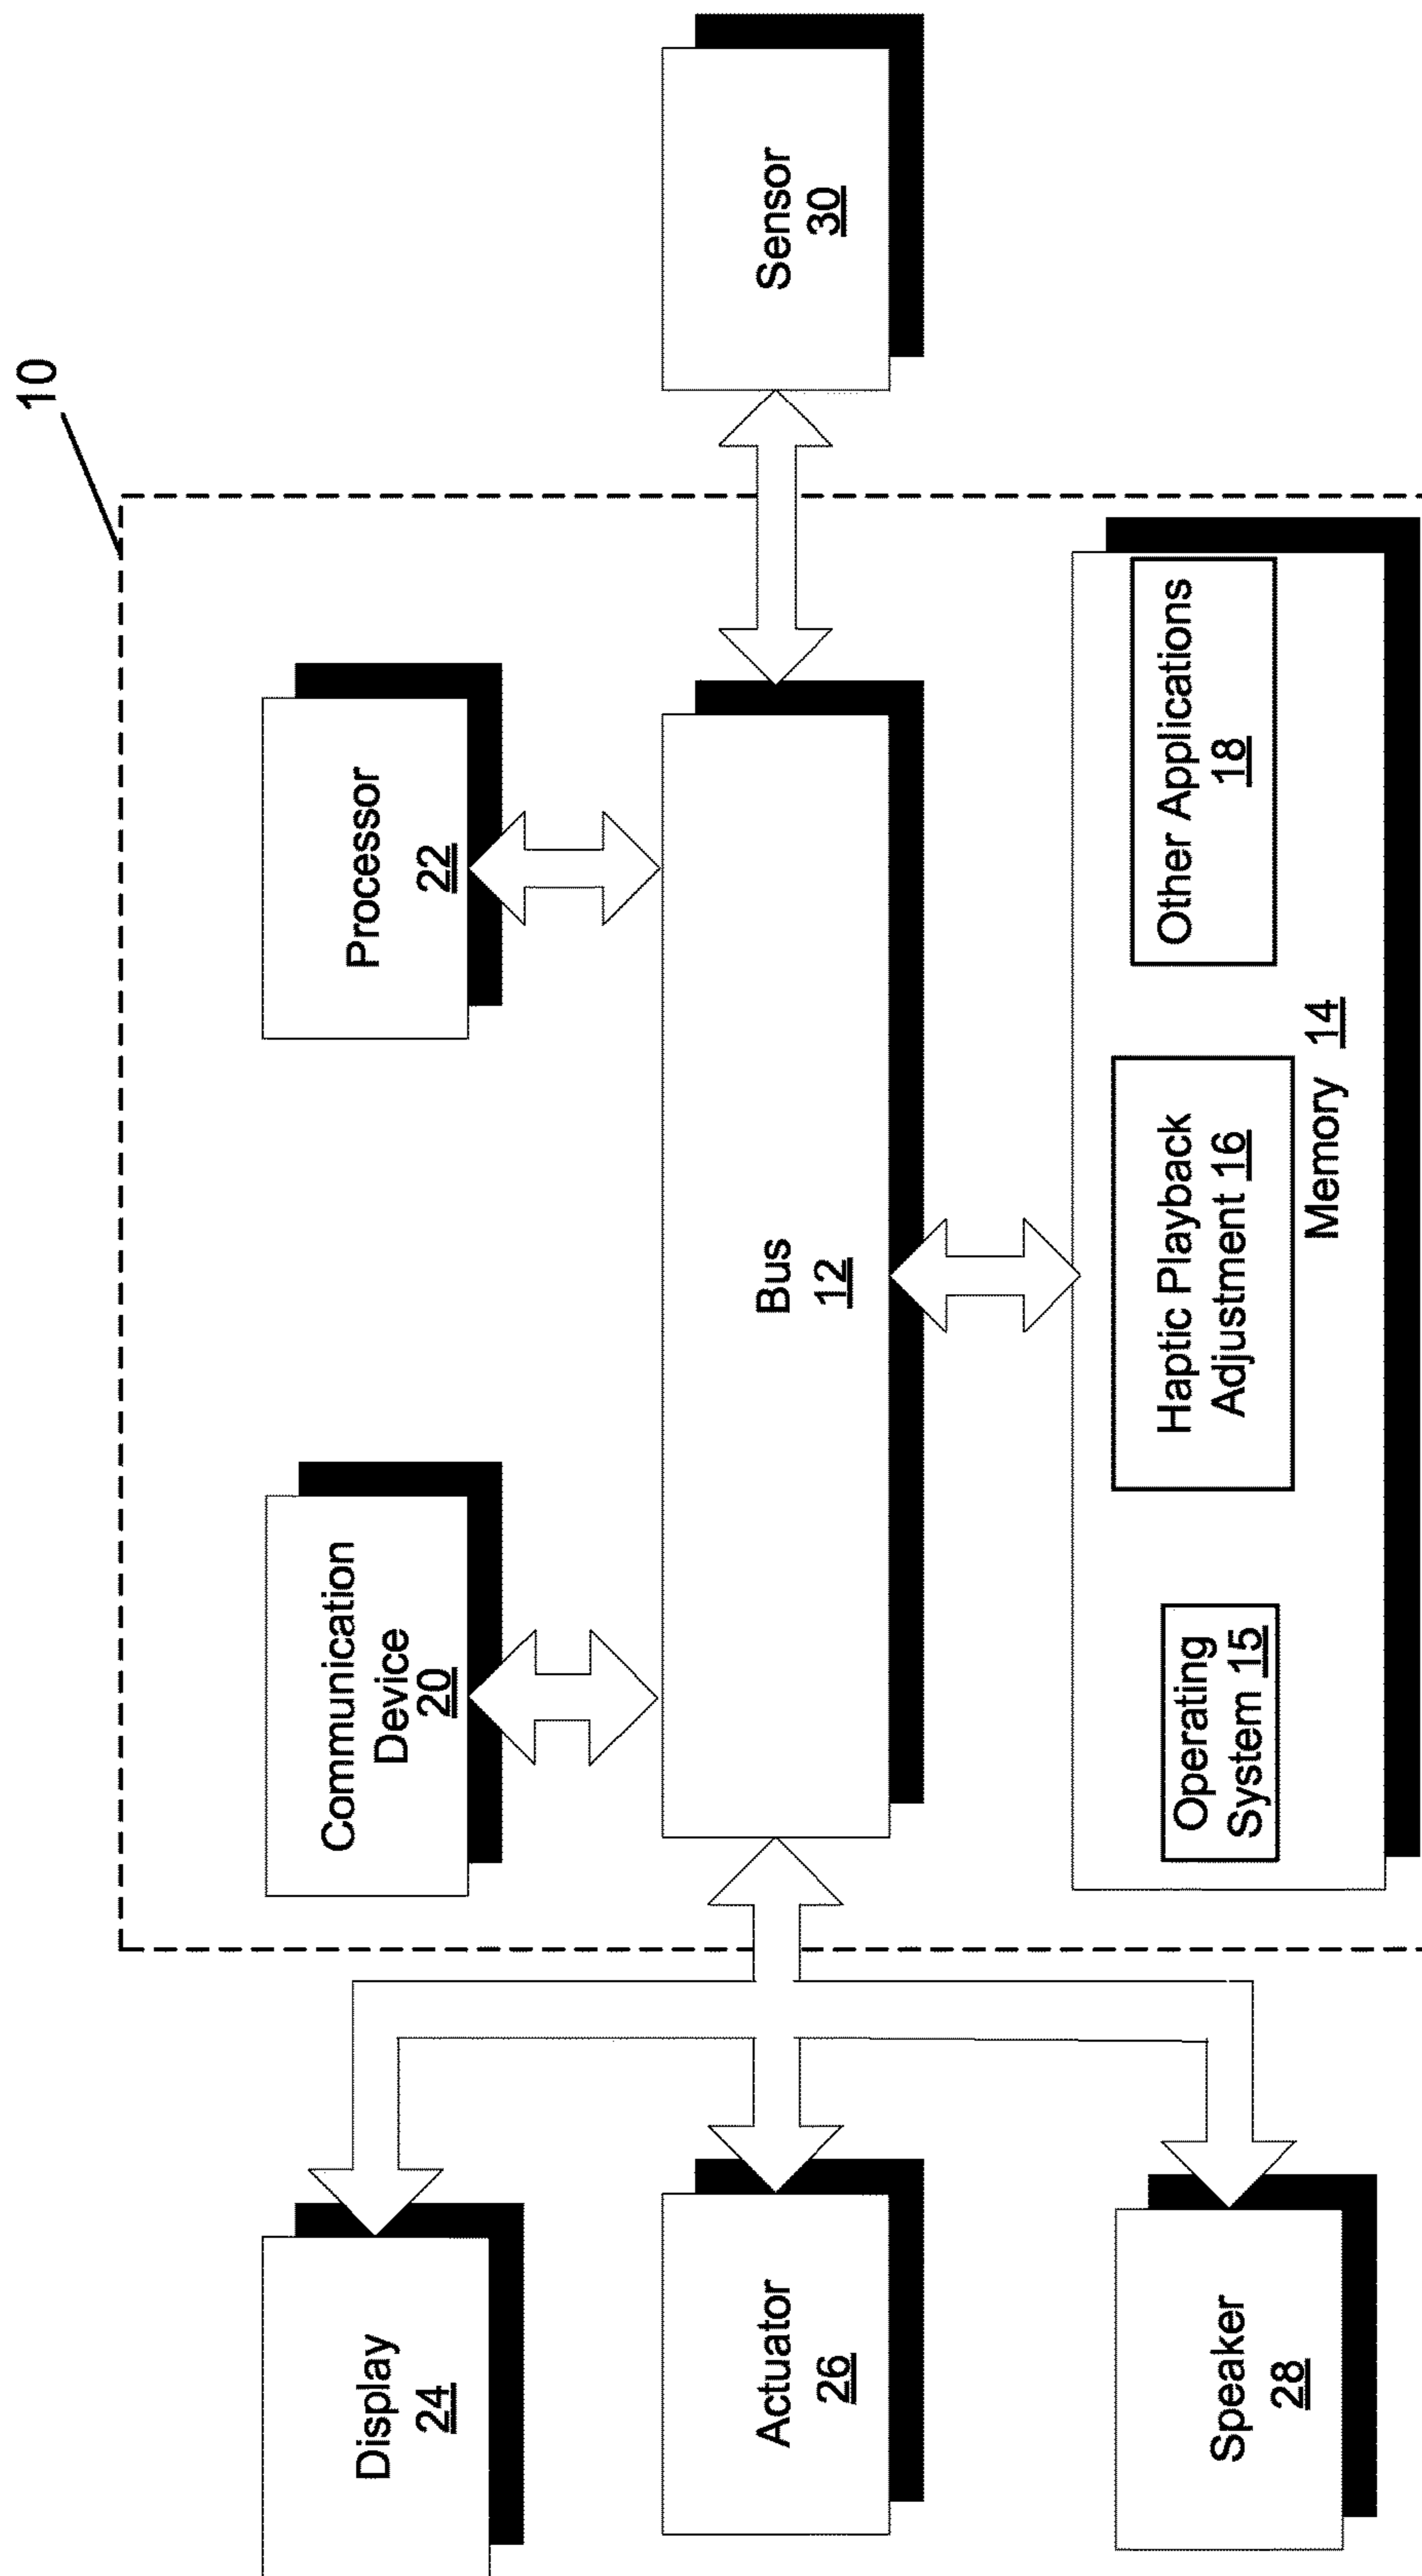 10
Communication
Device
20
Processor
22
Display
24
Actuator
26
Bus
12
Sensor
30
Speaker
28
Operating
System 15
Haptic Playback
Adjustment 16
Other Applications
18
Memory 14